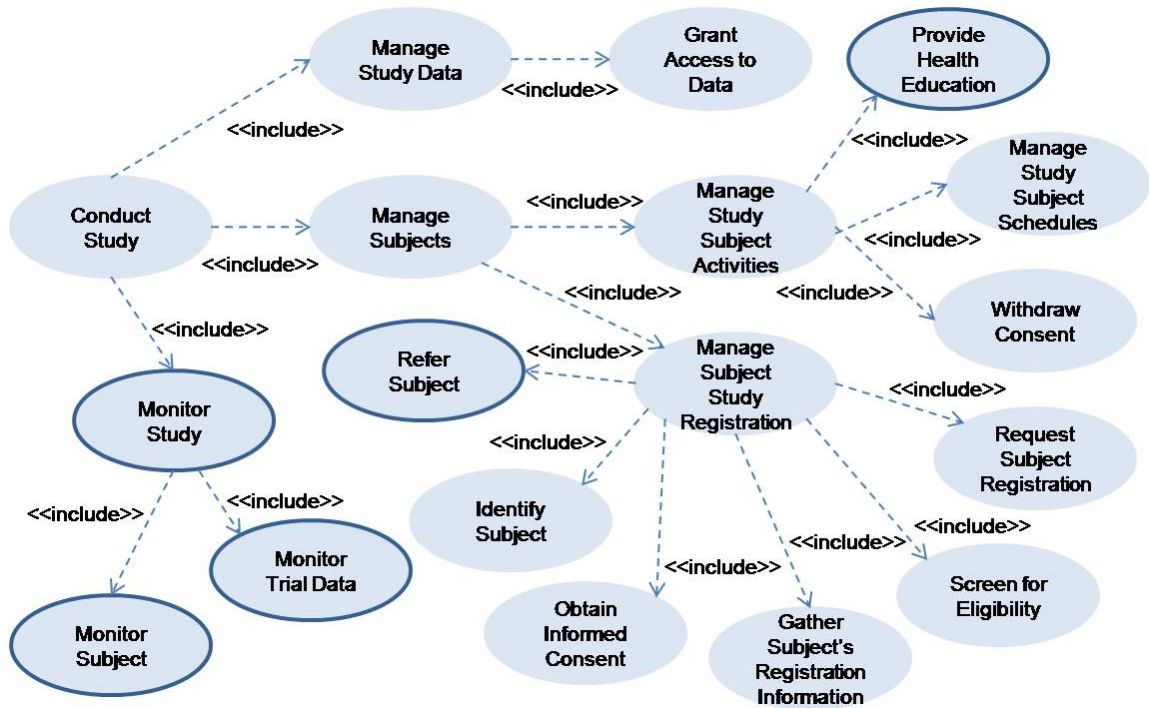 Manage
Study Data
<<include>>
Grant
Access to
Data
Provide
Health
Education
<<include>>
<<include>>
Conduct
Study
<<include>>
Manage
Subjects
<<include>>
Manage
Study
Subject
Activities
Manage
Study
Subject
Schedules
<<include>>
<<include>>
Withdraw
Consent
<<include>>
<<include>>
Monitor
Study
Refer
Subject
<<include>>
Manage
Subject
Study
Registration
<<include>>
Request
Subject
Registration
<<include>>
Identify
Subject
<<include>>
<<include>>
Monitor
Trial Data
Monitor
Subject
<<include>>
Obtain
Informed
Consent
<<include>>
Gather
Subject's
Registration
Information
<<include>>
Screen for
Eligibility